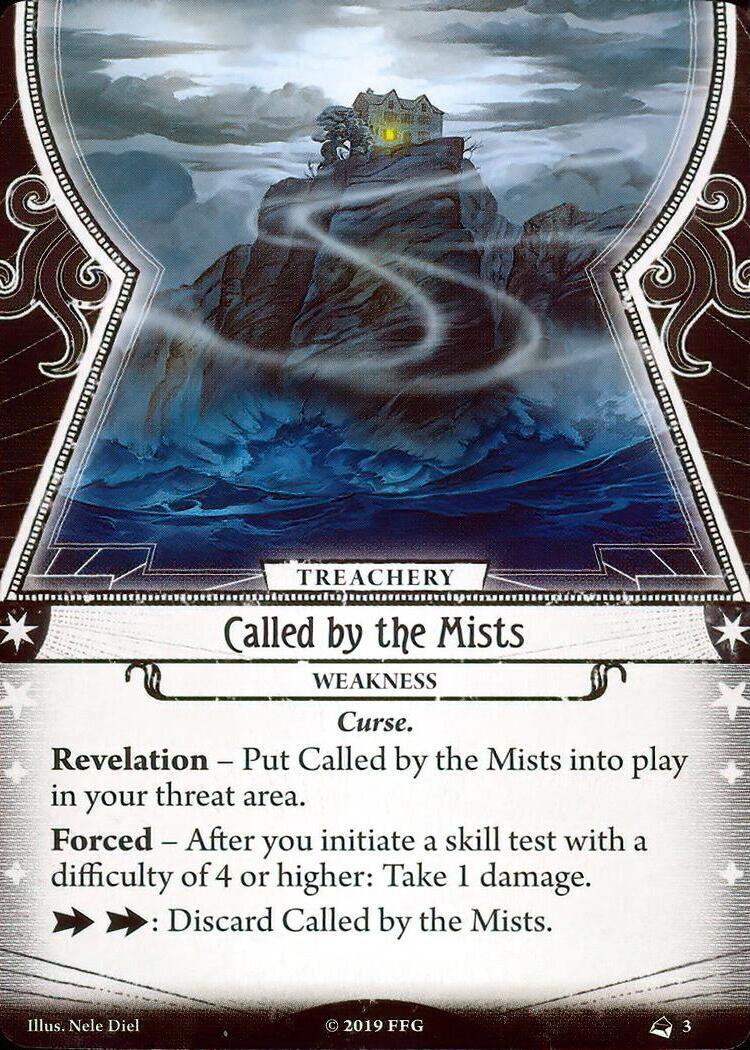 TREACHERY
Called by the Mists
WEAKNESS
Curse.
Revelation – Put Called by the Mists into play
in your threat area.
Forced – After you initiate a skill test with a
difficulty of 4 or higher: Take 1 damage.
: Discard Called by the Mists.
Illus. Nele Diel © 2019 FFG 3